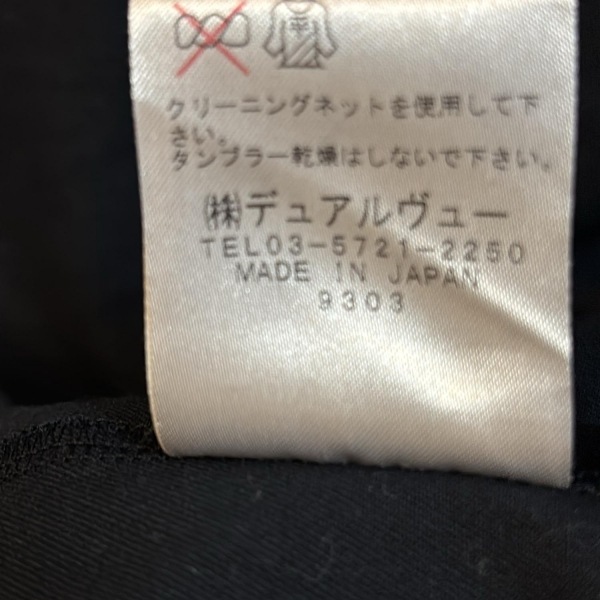 クリーニングネットを使用して下
さい。
タンブラー乾燥はしないで下さい。
㈱デュアルヴュー
TEL03-5721-2250
MADE IN JAPAN
9303